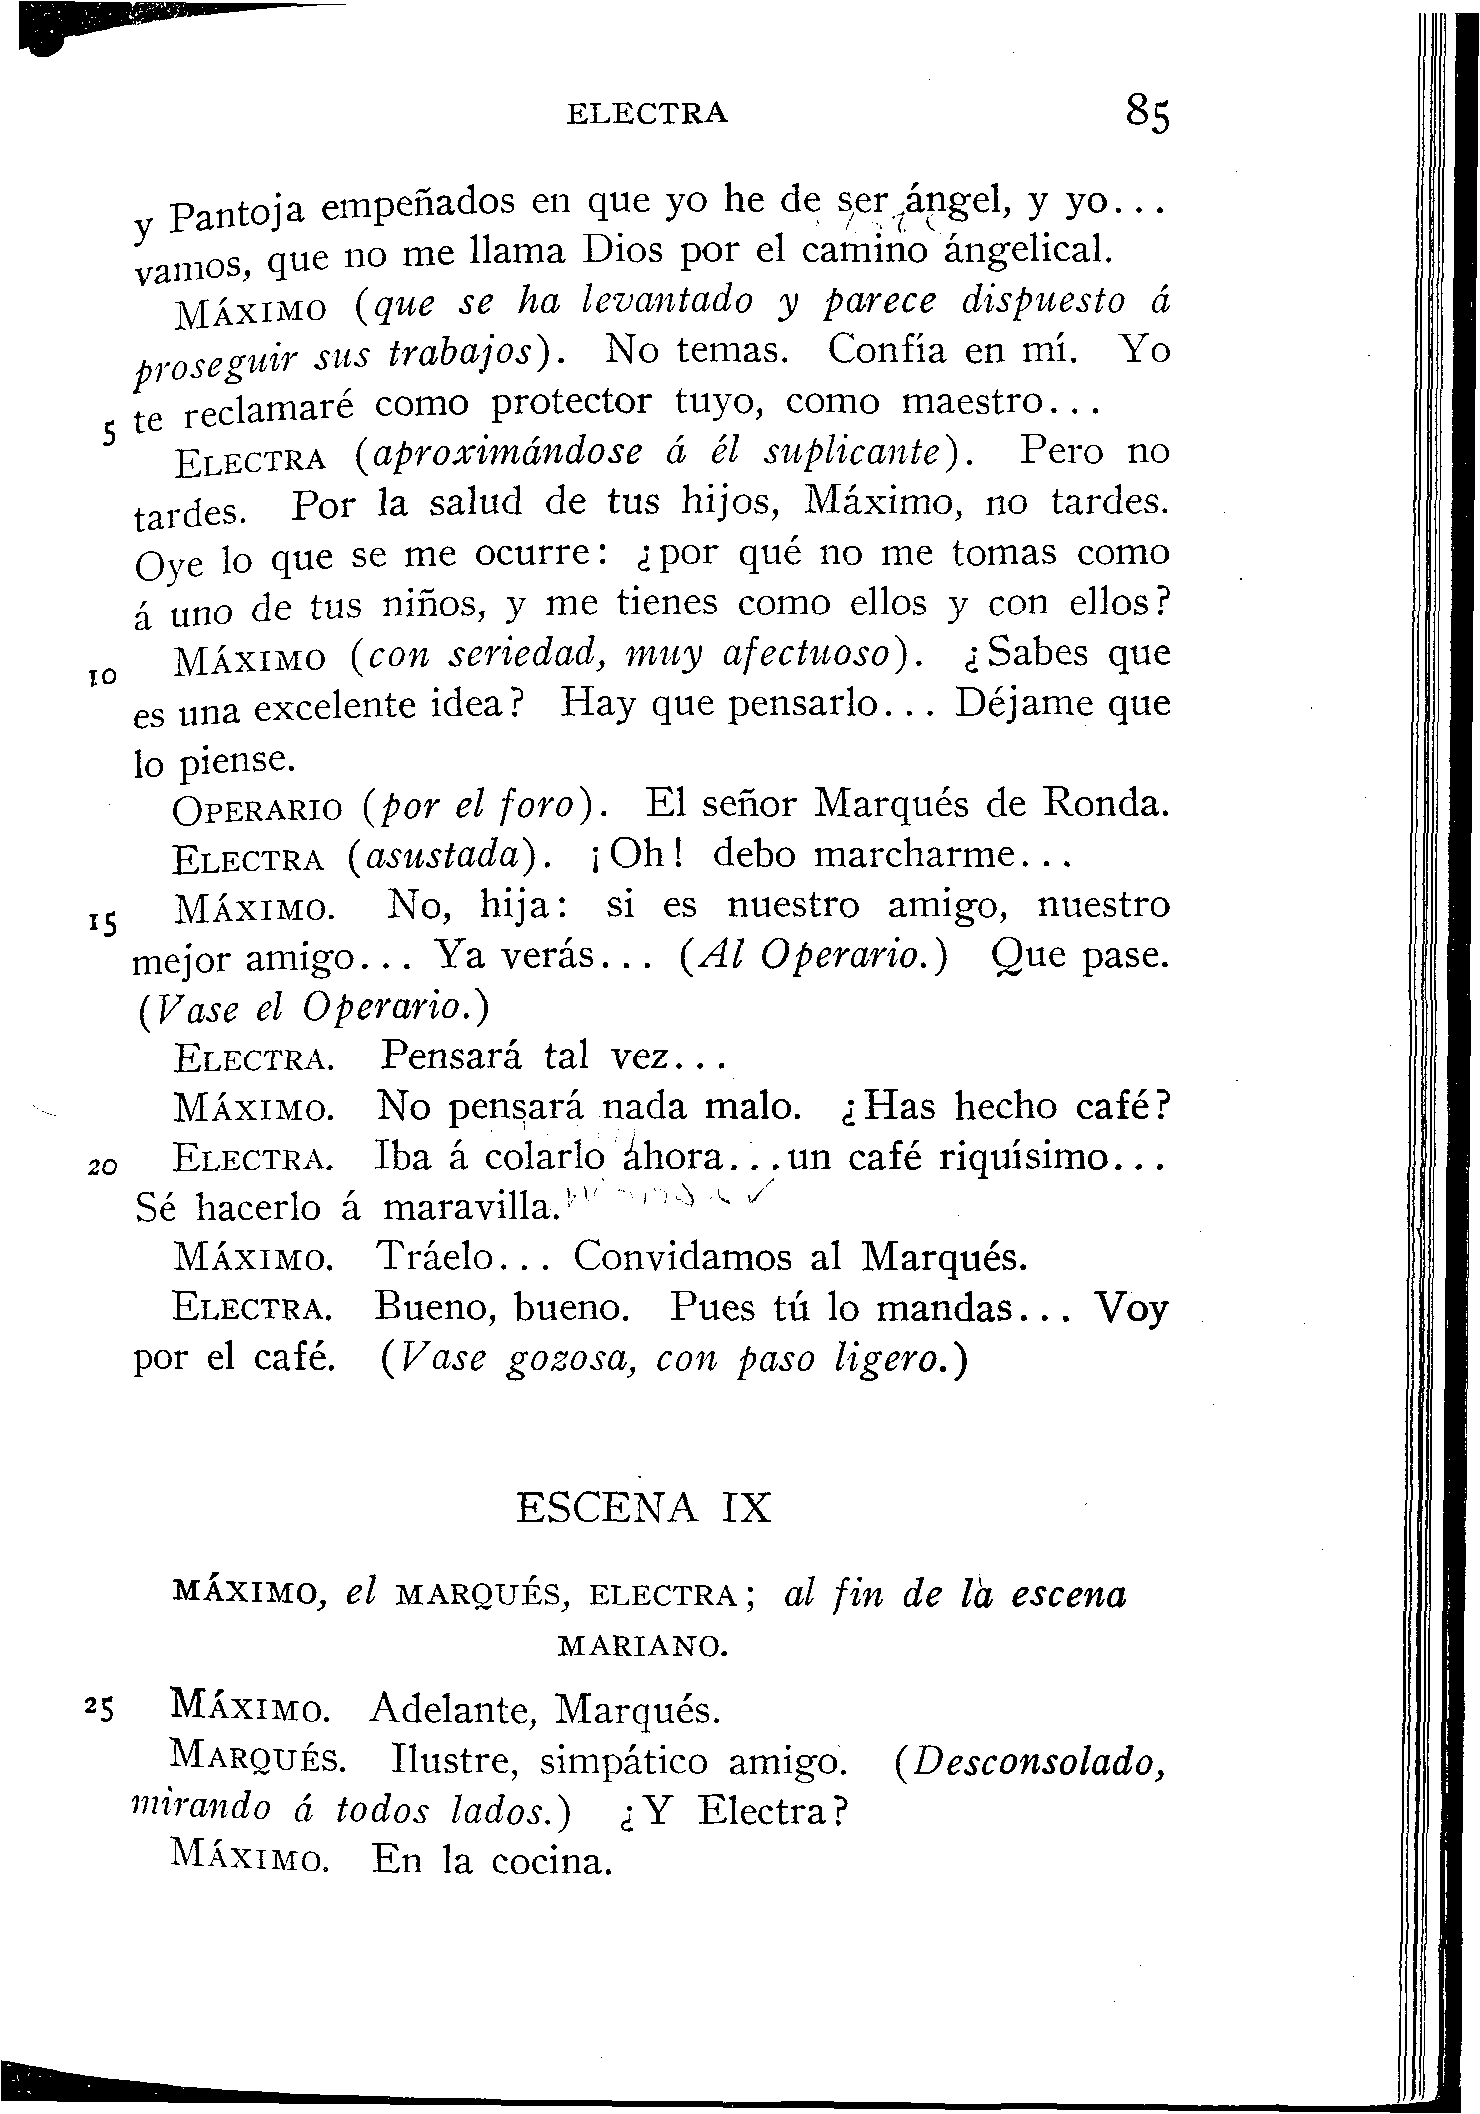 ELECTRA 85
y Pantoja empeñados en que yo he de ser ángel, y yo...
vamos, que no me llama Dios por el camino ángelical.
MÁXIMO (que se ha levantado y parece dispuesto á
proseguir sus trabajos). No temas. Confía en mí. Yo
5 te reclamaré como protector tuyo, como maestro...
ELECTRA (aproximándose á él suplicante). Pero no
tardes. Por la salud de tus hijos, Máximo, no tardes.
Oye lo que se me ocurre: ¿por qué no me tomas como
á uno de tus niños, y me tienes como ellos y con ellos?
10 MÁXIMO (con seriedad, muy afectuoso). ¿Sabes que
es una excelente idea? Hay que pensarlo... Déjame que
lo piense.
OPERARIO (por el foro). El señor Marqués de Ronda.
ELECTRA (asustada). ¡Oh! debo marcharme...
15 MÁXIMO. No, hija: si es nuestro amigo, nuestro
mejor amigo... Ya verás... (Al Operario.) Que pase.
(Vase el Operario.)
ELECTRA. Pensará tal vez...
MÁXIMO. No pensará nada malo. ¿Has hecho café?
20 ELECTRA. Iba á colarlo ahora...un café riquísimo...
Sé hacerlo á maravilla.
MÁXIMO. Tráelo... Convidamos al Marqués.
ELECTRA. Bueno, bueno. Pues tú lo mandas... Voy
por el café. (Vase gozosa, con paso ligero.)
ESCENA IX
MÁXIMO, el MARQUÉS, ELECTRA; al fin de la escena
MARIANO.
25 MÁXIMO. Adelante, Marqués.
MARQUÉS. Ilustre, simpático amigo. (Desconsolado,
mirando á todos lados.) ¿Y Electra?
MÁXIMO. En la cocina.